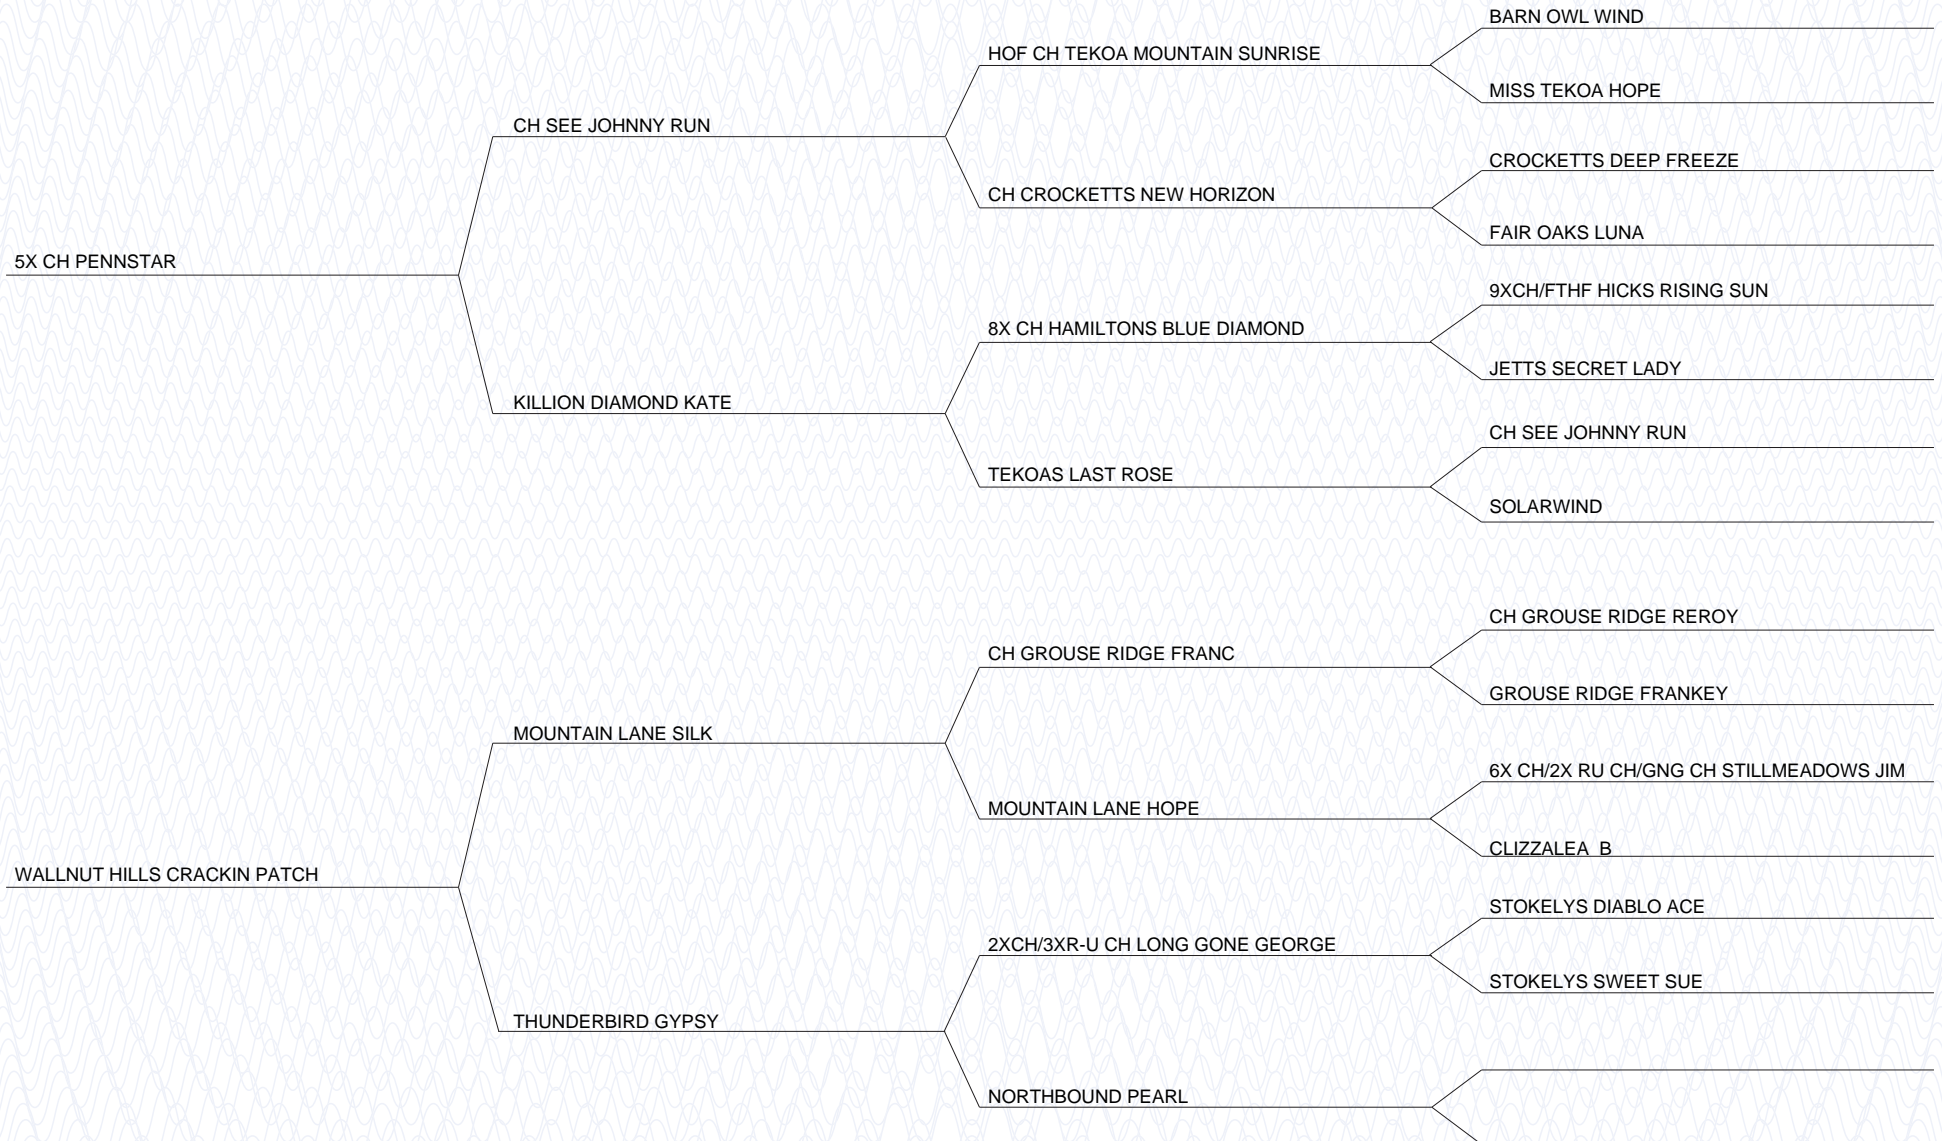 BARN OWL WIND
HOF CH TEKOA MOUNTAIN SUNRISE
MISS TEKOA HOPE
CH SEE JOHNNY RUN
CROCKETTS DEEP FREEZE
CH CROCKETTS NEW HORIZON
FAIR OAKS LUNA
5X CH PENNSTAR
9XCH/FTHF HICKS RISING SUN
8X CH HAMILTONS BLUE DIAMOND
JETTS SECRET LADY
KILLION DIAMOND KATE
CH SEE JOHNNY RUN
TEKOAS LAST ROSE
SOLARWIND
CH GROUSE RIDGE REROY
CH GROUSE RIDGE FRANC
GROUSE RIDGE FRANKEY
MOUNTAIN LANE SILK
6X CH/2X RU CH/GNG CH STILLMEADOWS JIM
MOUNTAIN LANE HOPE
CLIZZALEA  B
WALLNUT HILLS CRACKIN PATCH
STOKELYS DIABLO ACE
2XCH/3XR-U CH LONG GONE GEORGE
STOKELYS SWEET SUE
THUNDERBIRD GYPSY
NORTHBOUND PEARL